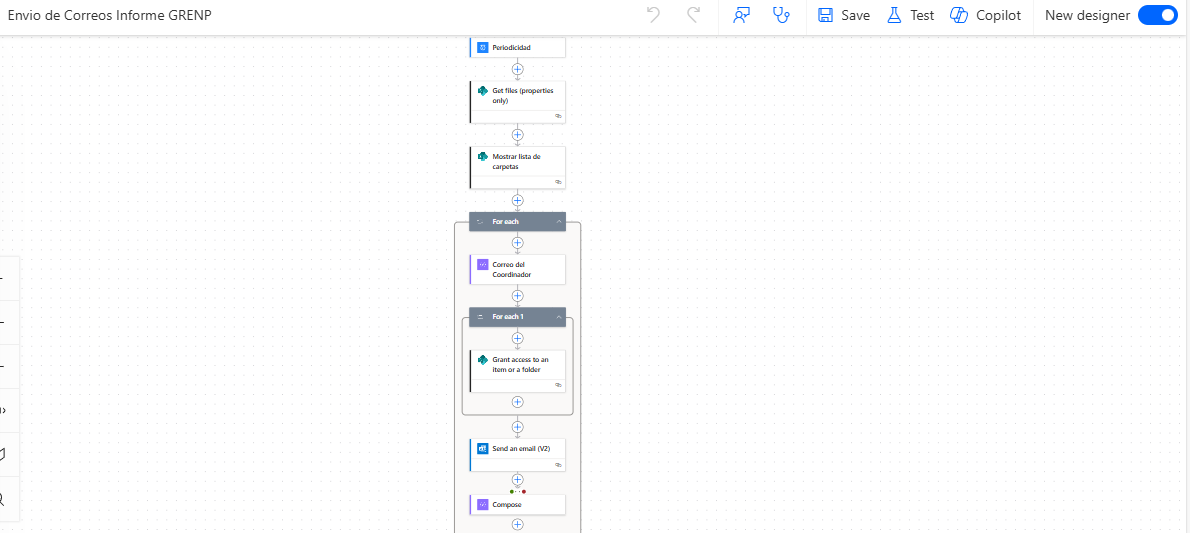 Envio de Correos Informe GRENP
Save
Test
Copilot
New designer
Periodicidad
Get files (properties
only)
Mostrar lista de
carpetas
For each
Correo del
Coordinador
For each 1
Grant access to an
item or a folder
Send an email (V2)
Compose